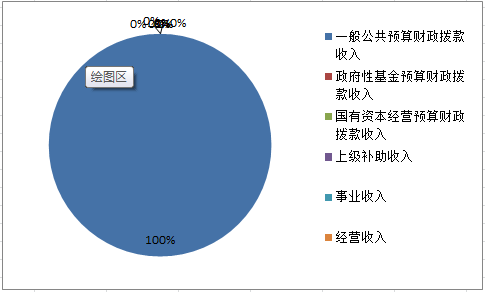 0%
0%
绘图区
100%
一般公共预算财政拨款
收入
政府性基金预算财政拨
款收入
国有资本经营预算财政
拨款收入
上级补助收入
事业收入
经营收入